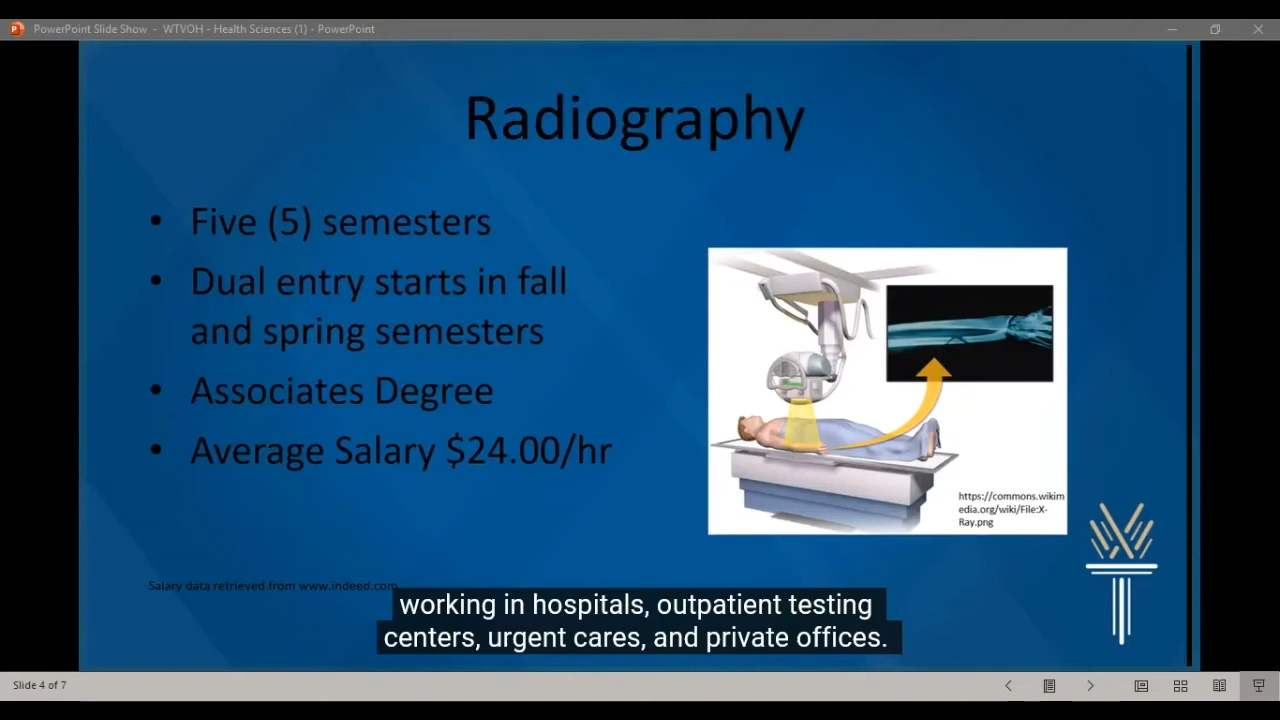 PowerPoint Slide Show - WTVOH - Health Sciences (1) - PowerPoint
Radiography
• Five (5) semesters
• Dual entry starts in fall
and spring semesters
• Associates Degree
• Average Salary $24.00/hr
https://commons.wikim
edia.org/wiki/File:X-
Ray.png
Salary data retrieved from www.indeed.com
working in hospitals, outpatient testing
centers, urgent cares, and private offices.
Slide 4 of 7